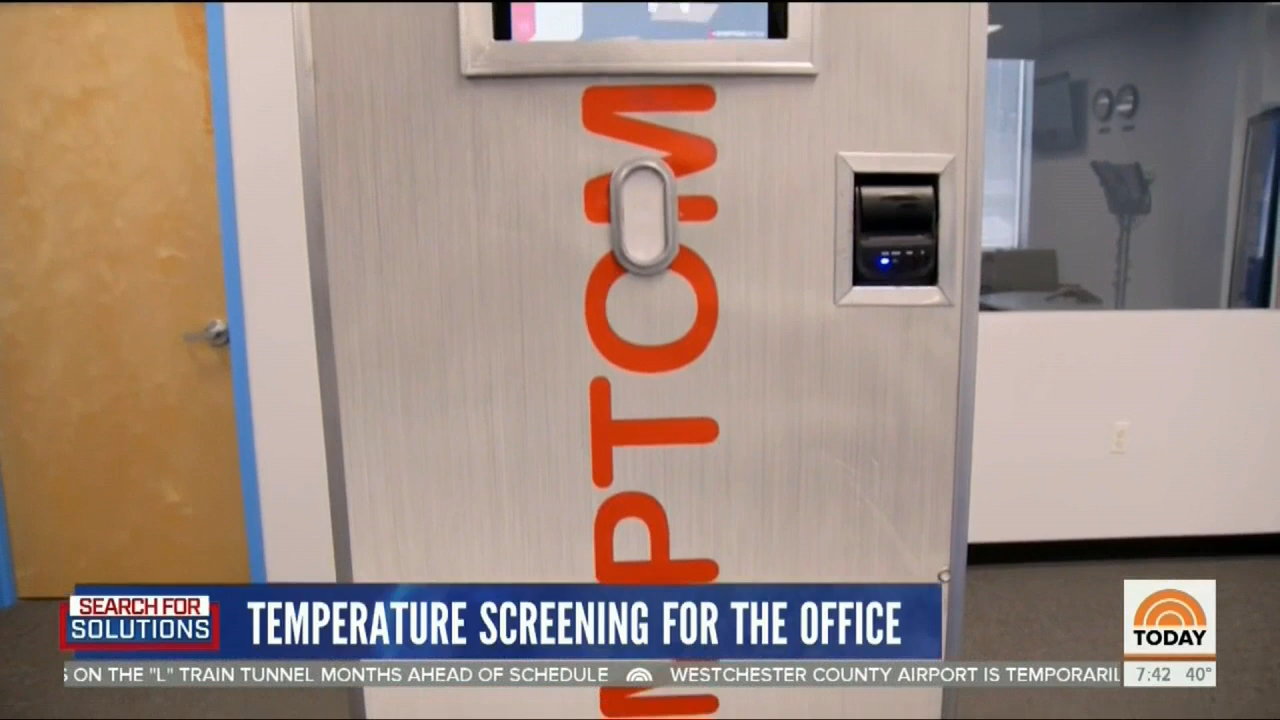 MPTOM
SEARCH FOR
SOLUTIONS
TEMPERATURE SCREENING FOR THE OFFICE
TODAY
S ON THE "L" TRAIN TUNNEL MONTHS AHEAD OF SCHEDULE
WESTCHESTER COUNTY AIRPORT IS TEMPORARIL
7:42 40°